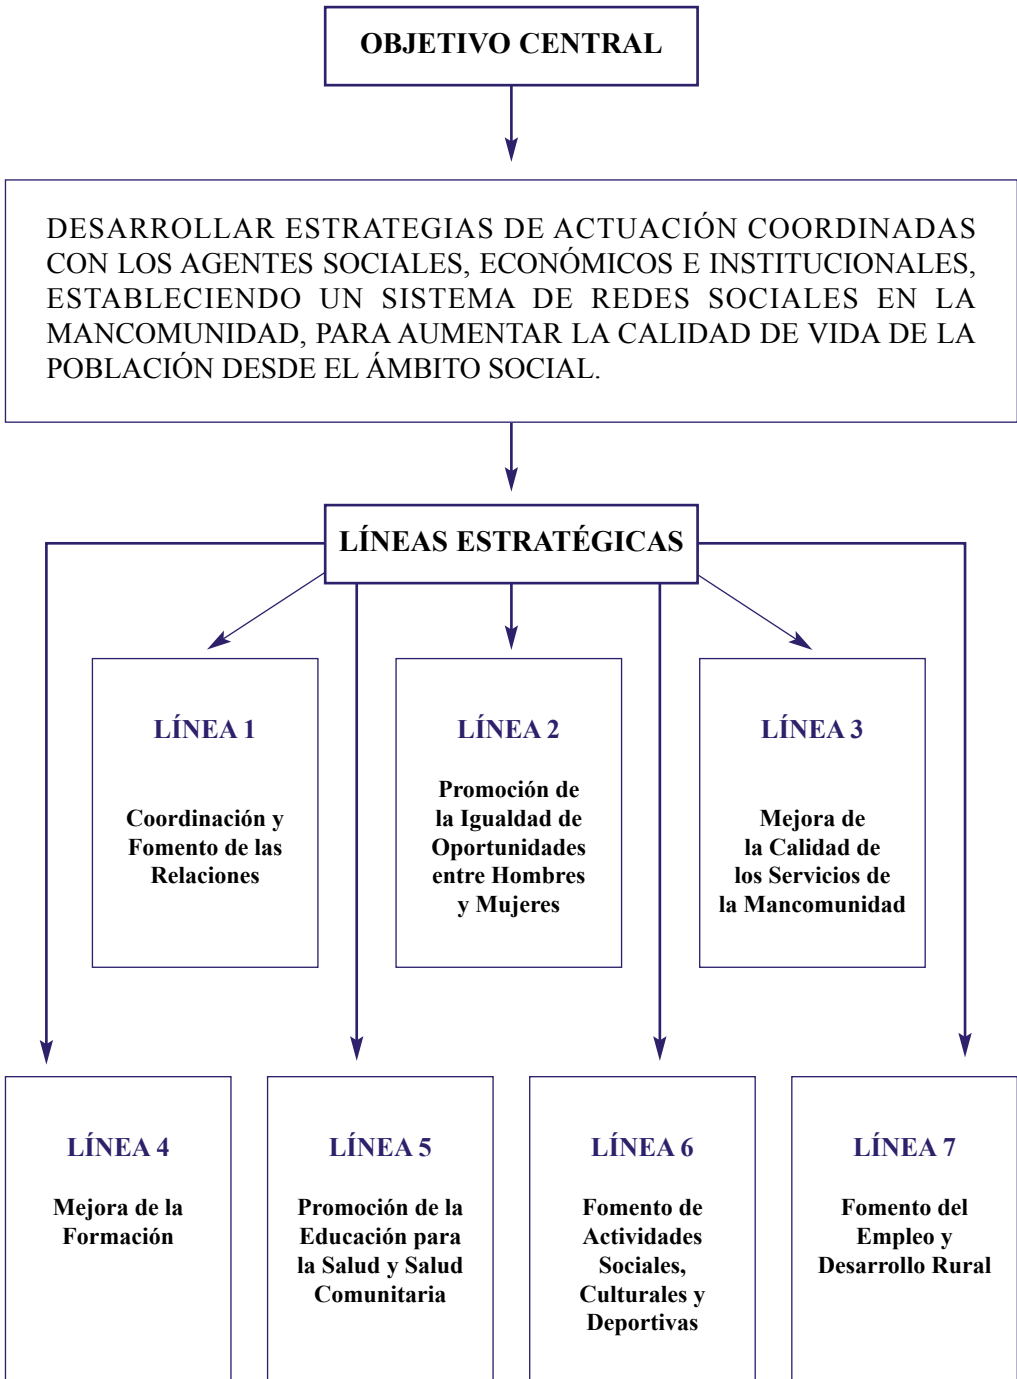 OBJETIVO CENTRAL
DESARROLLAR ESTRATEGIAS DE ACTUACIÓN COORDINADAS
CON LOS AGENTES SOCIALES, ECONÓMICOS E INSTITUCIONALES,
ESTABLECIENDO UN SISTEMA DE REDES SOCIALES EN LA
MANCOMUNIDAD, PARA AUMENTAR LA CALIDAD DE VIDA DE LA
POBLACIÓN DESDE EL ÁMBITO SOCIAL.
LÍNEAS ESTRATÉGICAS
LÍNEA 1
Coordinación y
Fomento de las
Relaciones
LÍNEA 2
Promoción de
la Igualdad de
Oportunidades
entre Hombres
y Mujeres
LÍNEA 3
Mejora de
la Calidad de
los Servicios de
la Mancomunidad
LÍNEA 4
Mejora de la
Formación
LÍNEA 5
Promoción de la
Educación para
la Salud y Salud
Comunitaria
LÍNEA 6
Fomento de
Actividades
Sociales,
Culturales y
Deportivas
LÍNEA 7
Fomento del
Empleo y
Desarrollo Rural